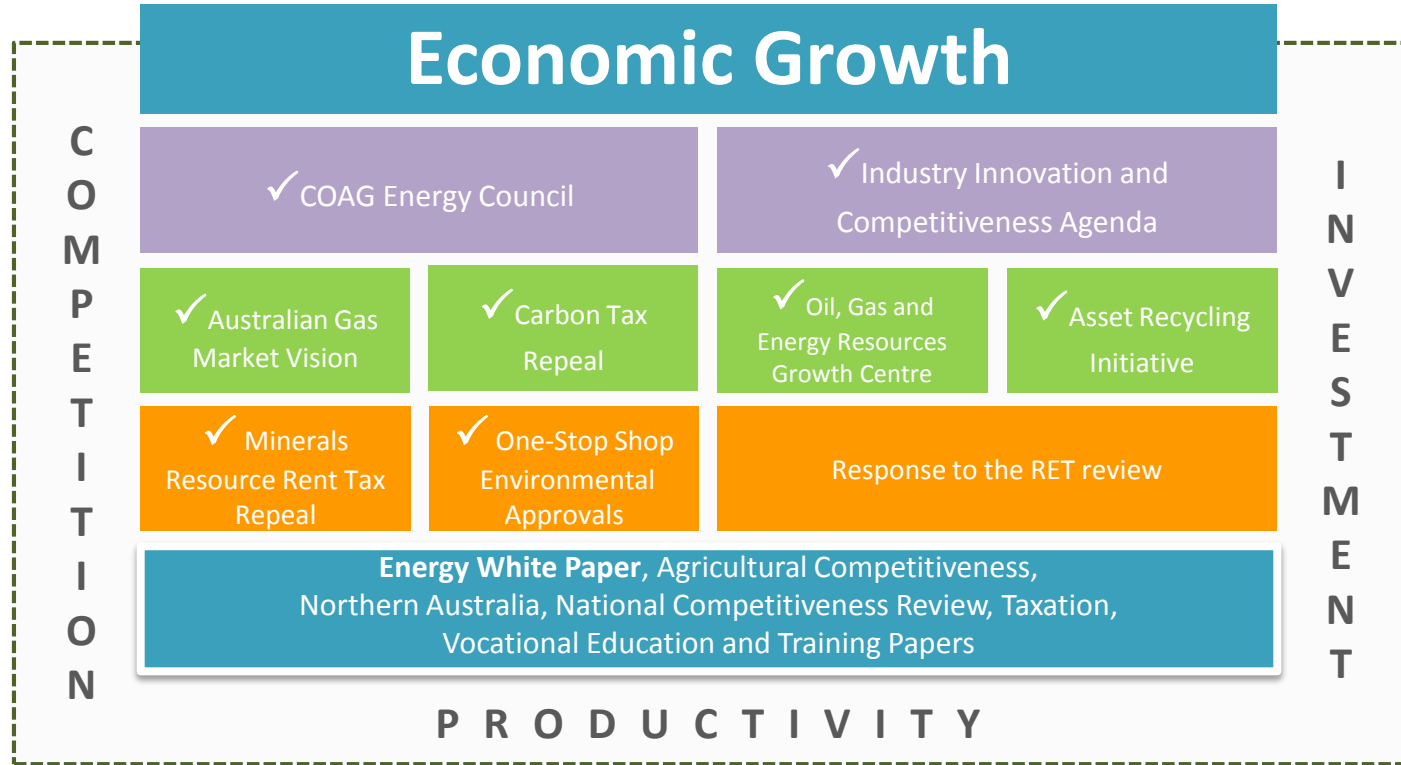 Economic Growth
COMPETITION
✓COAG Energy Council
✓Industry Innovation and
Competitiveness Agenda
INVESTMENT
✓Australian Gas
Market Vision
✓Carbon Tax
Repeal
✓Oil, Gas and
Energy Resources
Growth Centre
✓Asset Recycling
Initiative
✓Minerals
Resource Rent Tax
Repeal
✓One-Stop Shop
Environmental
Approvals
Response to the RET review
Energy White Paper, Agricultural Competitiveness,
Northern Australia, National Competitiveness Review, Taxation,
Vocational Education and Training Papers
PRODUCTIVITY